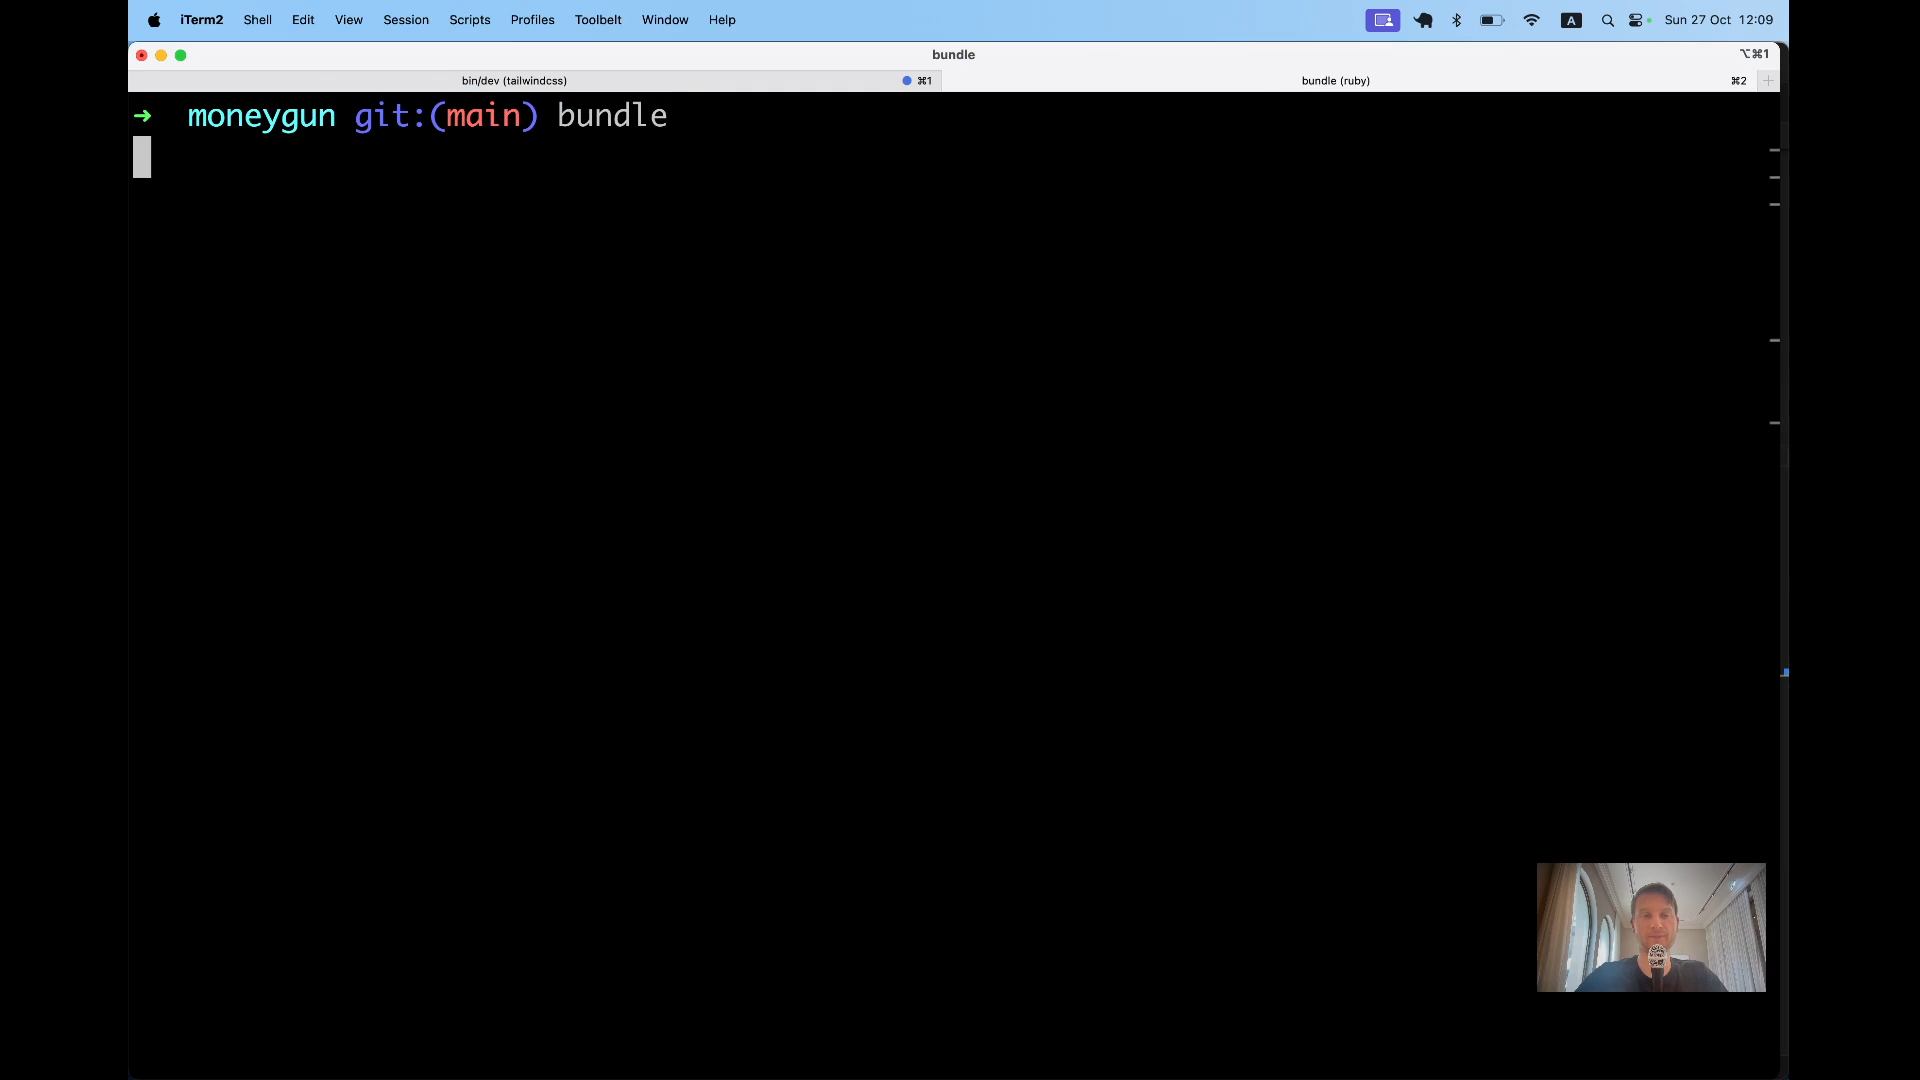 iTerm2 Shell Edit View Session Scripts Profiles Toolbelt Window Help A Sun 27 Oct 12:09
bundle ⌥⌘1
bin/dev (tailwindcss) ⌘1 bundle (ruby) ⌘2 +
➜ moneygun git:(main) bundle